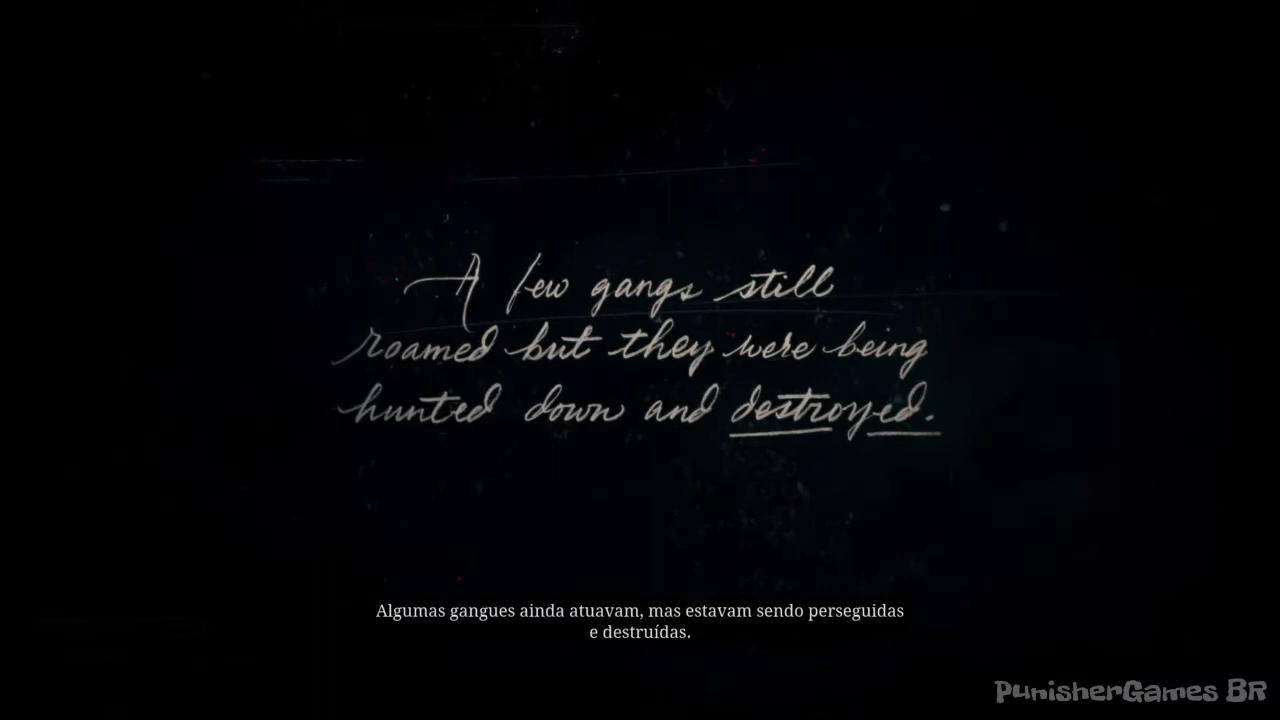 A few gangs still
roamed but they were being
hunted down and destroyed.
Algumas gangues ainda atuavam, mas estavam sendo perseguidas
e destruídas.
PunisherGames BR